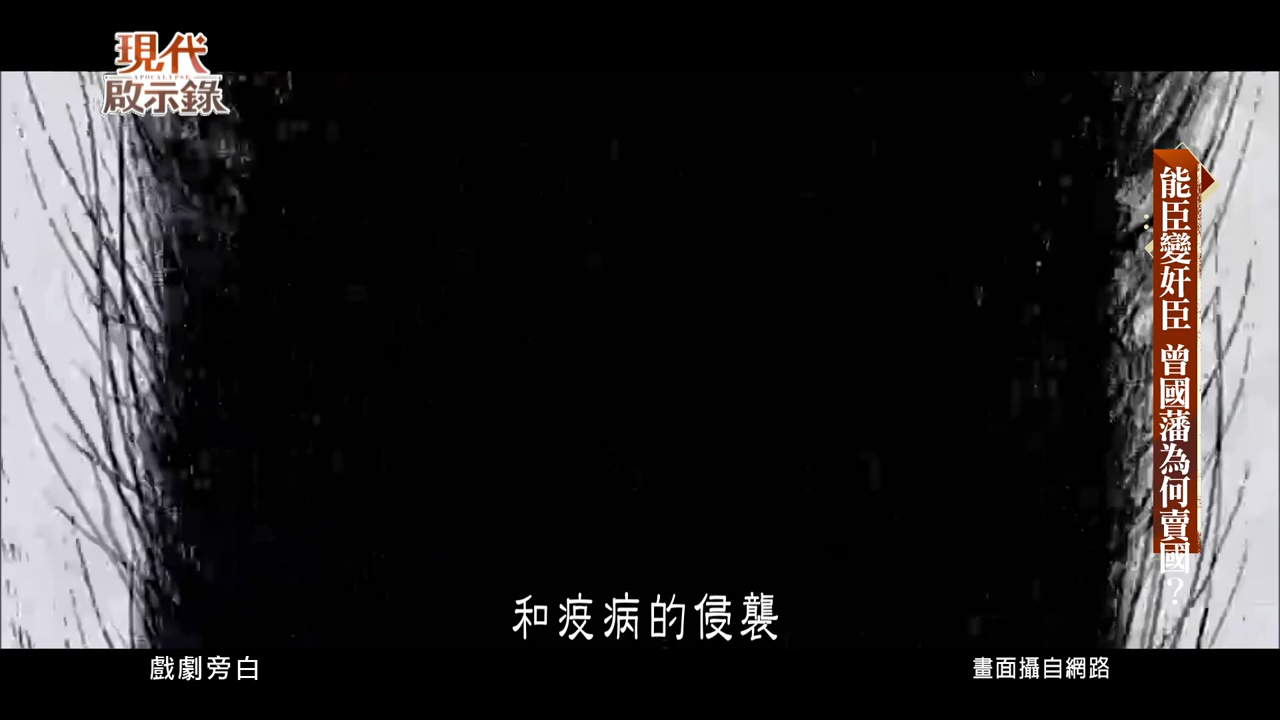 現代
APOCALYPSE
啟示錄
能臣變奸臣 曾國藩為何賣國？
和疫病的侵襲
戲劇旁白
畫面攝自網路